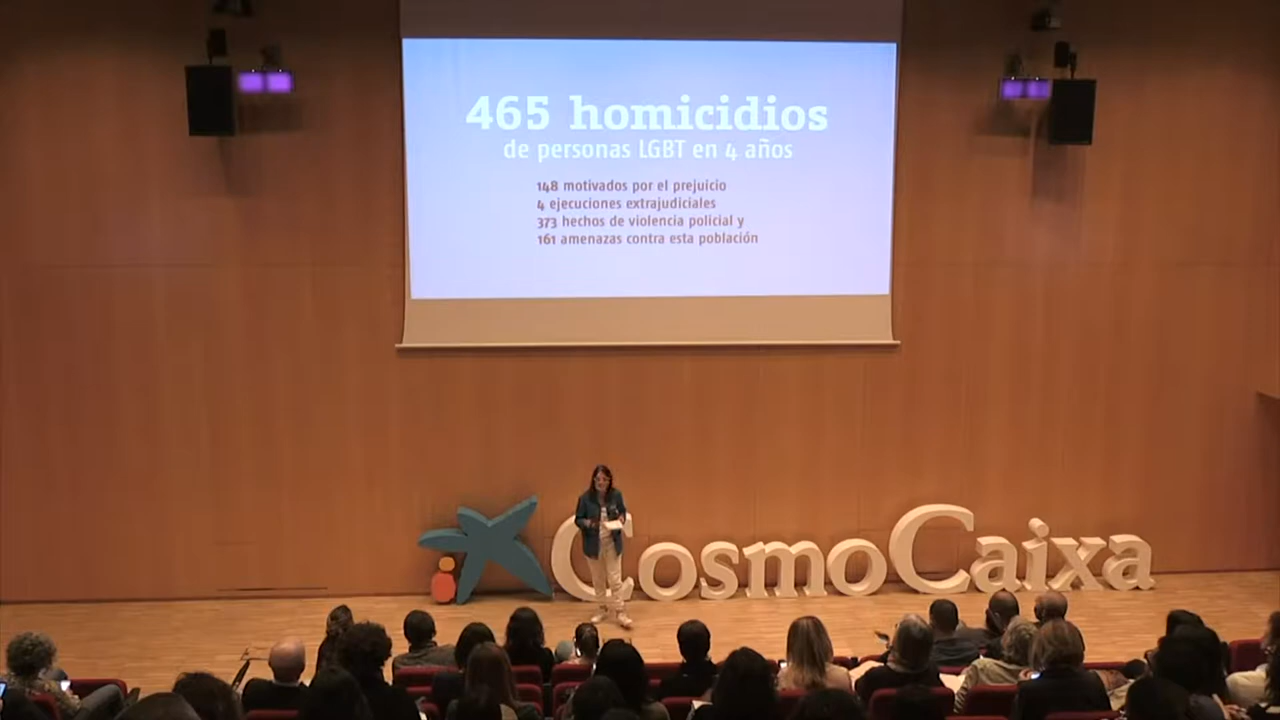 465 homicidios
de personas LGBT en 4 años
148 motivados por el prejuicio
4 ejecuciones extrajudiciales
373 hechos de violencia policial y
161 amenazas contra esta población
CosmoCaixa